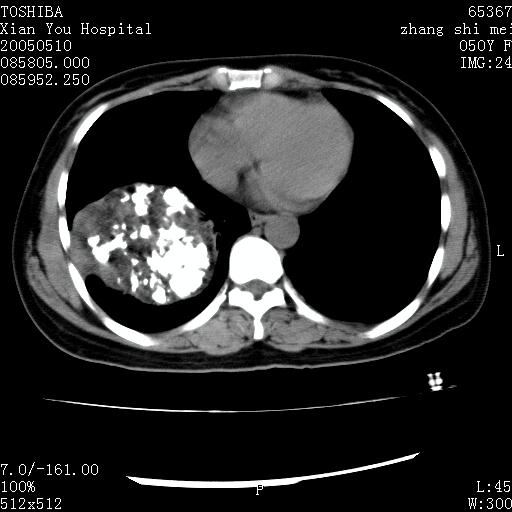 TOSHIBA
65367
Xian You Hospital
zhang shi mei
20050510
050Y F
085805.000
IMG:24
085952.250
L
7.0/-161.00
100%
P
L:45
512x512
W:300